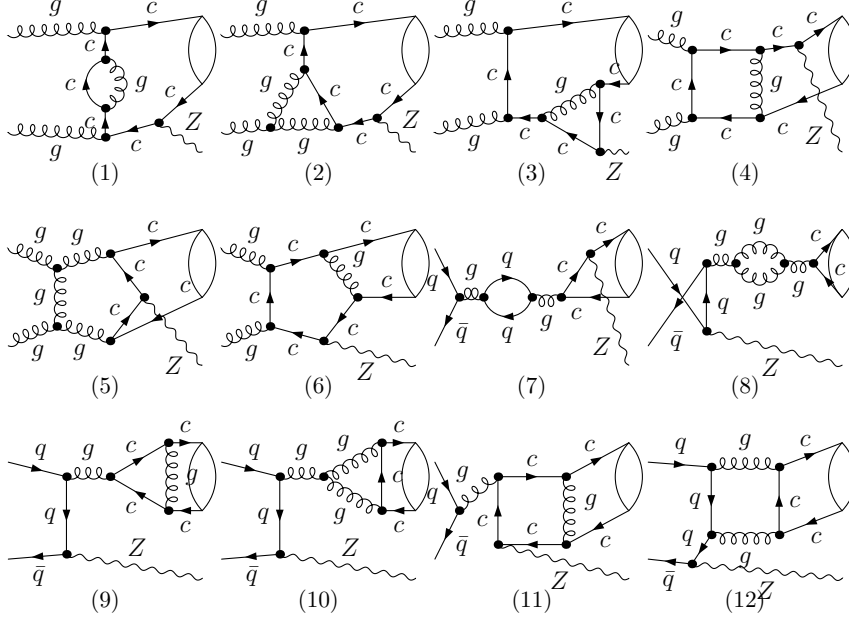 g c c c g c c Z g c (1)
g c c g c c Z g g c (2)
g c c g c c g c c Z (3)
g c c c g c g c c Z (4)
g g c g c c g g c Z (5)
g c c g c c c g c Z (6)
q g q g c c q̄ q Z (7)
q g g g g c c q q̄ Z (8)
q g c c g c c q q̄ Z (9)
q g g c c g c q q̄ Z (10)
q g c c g c c c q̄ Z (11)
q g c q c c q g q̄ Z (12)